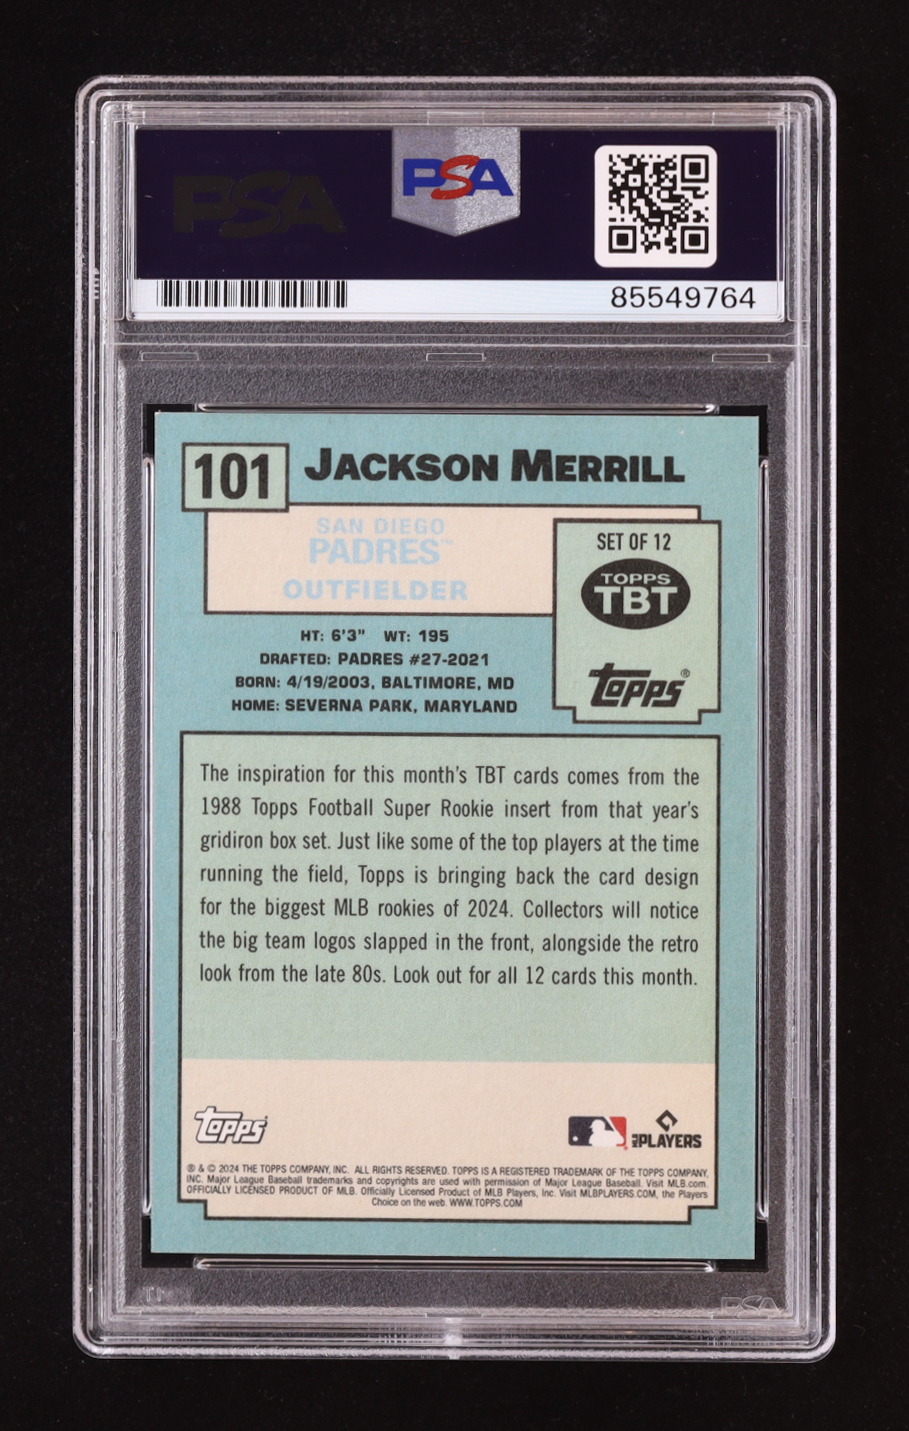 PSA
PSA
85549764
101 JACKSON MERRILL
SAN DIEGO
PADRES™
OUTFIELDER
SET OF 12
TOPPS
TBT
Topps®
HT: 6'3" WT: 195
DRAFTED: PADRES #27-2021
BORN: 4/19/2003, BALTIMORE, MD
HOME: SEVERNA PARK, MARYLAND
The inspiration for this month's TBT cards comes from the
1988 Topps Football Super Rookie insert from that year's
gridiron box set. Just like some of the top players at the time
running the field, Topps is bringing back the card design
for the biggest MLB rookies of 2024. Collectors will notice
the big team logos slapped in the front, alongside the retro
look from the late 80s. Look out for all 12 cards this month.
Topps
MLB PLAYERS
® & © 2024 THE TOPPS COMPANY, INC. ALL RIGHTS RESERVED. TOPPS IS A REGISTERED TRADEMARK OF THE TOPPS COMPANY,
INC. Major League Baseball trademarks and copyrights are used with permission of Major League Baseball. Visit MLB.com.
OFFICIALLY LICENSED PRODUCT OF MLB. Officially Licensed Product of MLB Players, Inc. Visit MLBPLAYERS.COM, the Players
Choice on the web. WWW.TOPPS.COM
PSA